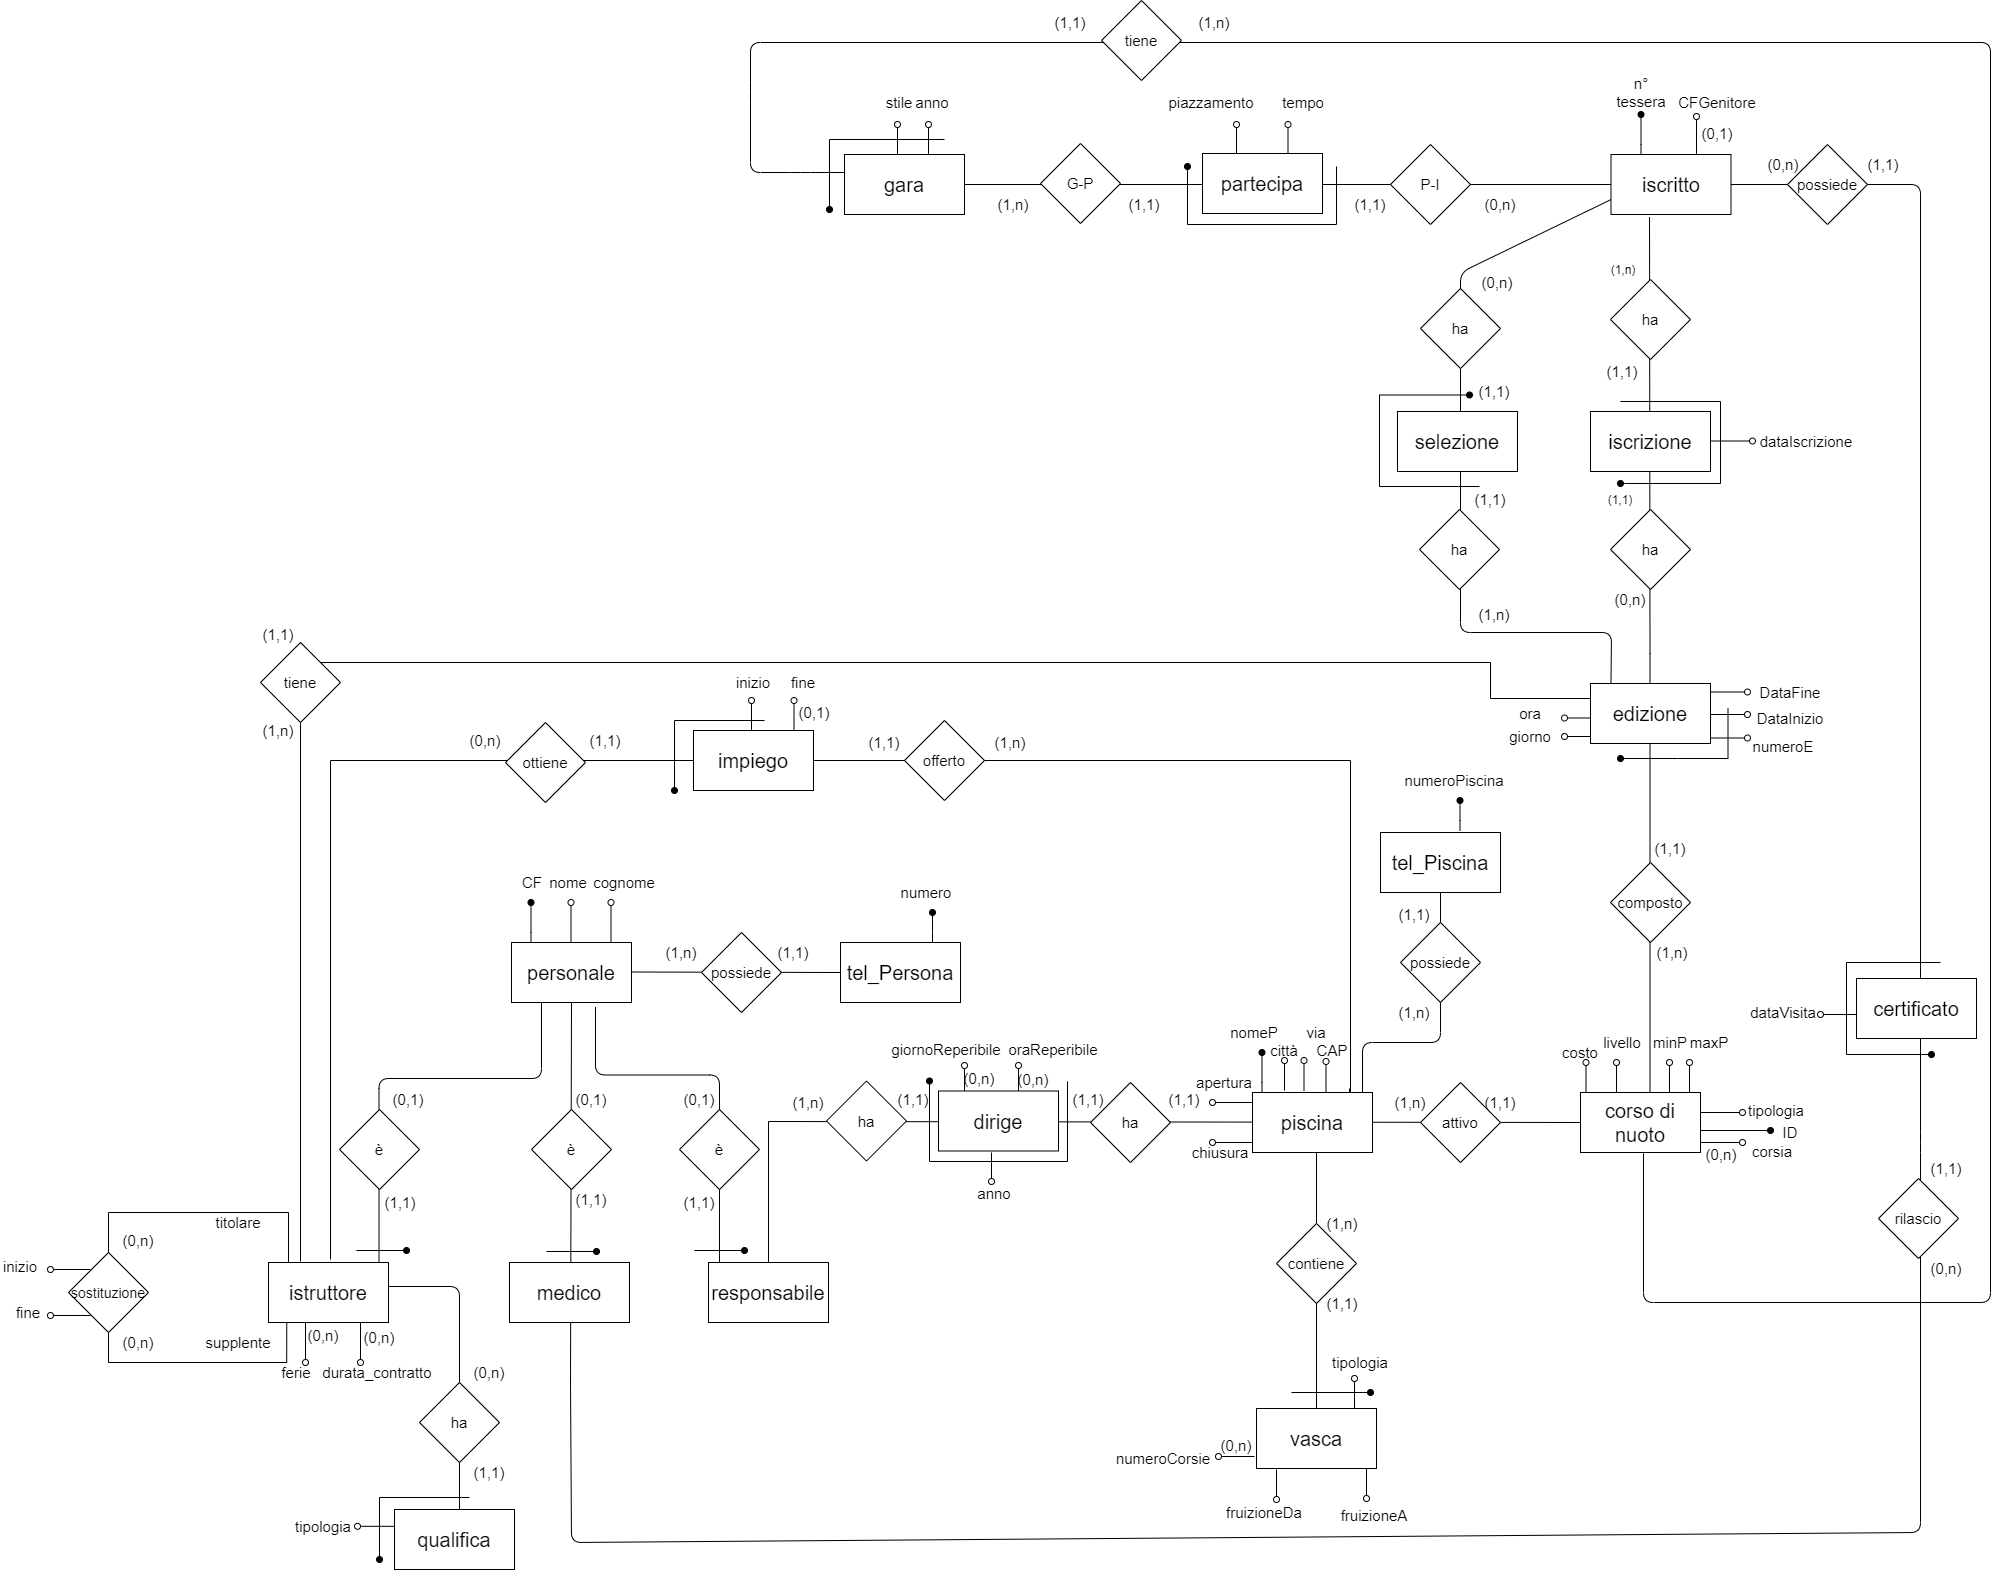 (1,1)
tiene
(1,n)
stile anno
piazzamento
tempo
n°
tessera
CFGenitore
(0,1)
gara
(1,n)
G-P
(1,1)
partecipa
(1,1)
P-I
(0,n)
iscritto
(0,n)
possiede
(1,1)
(0,n)
ha
(1,1)
selezione
(1,1)
ha
(1,n)
(1,n)
ha
(1,1)
iscrizione
dataIscrizione
(1,1)
ha
(0,n)
(1,1)
tiene
(1,n)
inizio
fine
(0,1)
(0,n)
ottiene
(1,1)
impiego
(1,1)
offerto
(1,n)
ora
giorno
edizione
DataFine
DataInizio
numeroE
numeroPiscina
tel_Piscina
(1,1)
possiede
(1,n)
(1,1)
composto
(1,n)
CF
nome
cognome
numero
personale
(1,n)
possiede
(1,1)
tel_Persona
dataVisita
certificato
giornoReperibile
(0,n)
oraReperibile
(0,n)
nomeP
città
via
CAP
apertura
chiusura
costo
livello
minP
maxP
(0,1)
è
(1,1)
(0,1)
è
(1,1)
(0,1)
è
(1,1)
(1,n)
ha
(1,1)
dirige
anno
(1,1)
ha
(1,1)
piscina
(1,n)
attivo
(1,1)
corso di
nuoto
tipologia
ID
corsia
(0,n)
(1,1)
rilascio
(0,n)
titolare
(0,n)
inizio
fine
sostituzione
(0,n)
supplente
istruttore
(0,n)
ferie
(0,n)
durata_contratto
medico
responsabile
(1,n)
contiene
(1,1)
tipologia
(0,n)
ha
(1,1)
tipologia
qualifica
vasca
(0,n)
numeroCorsie
fruizioneDa
fruizioneA